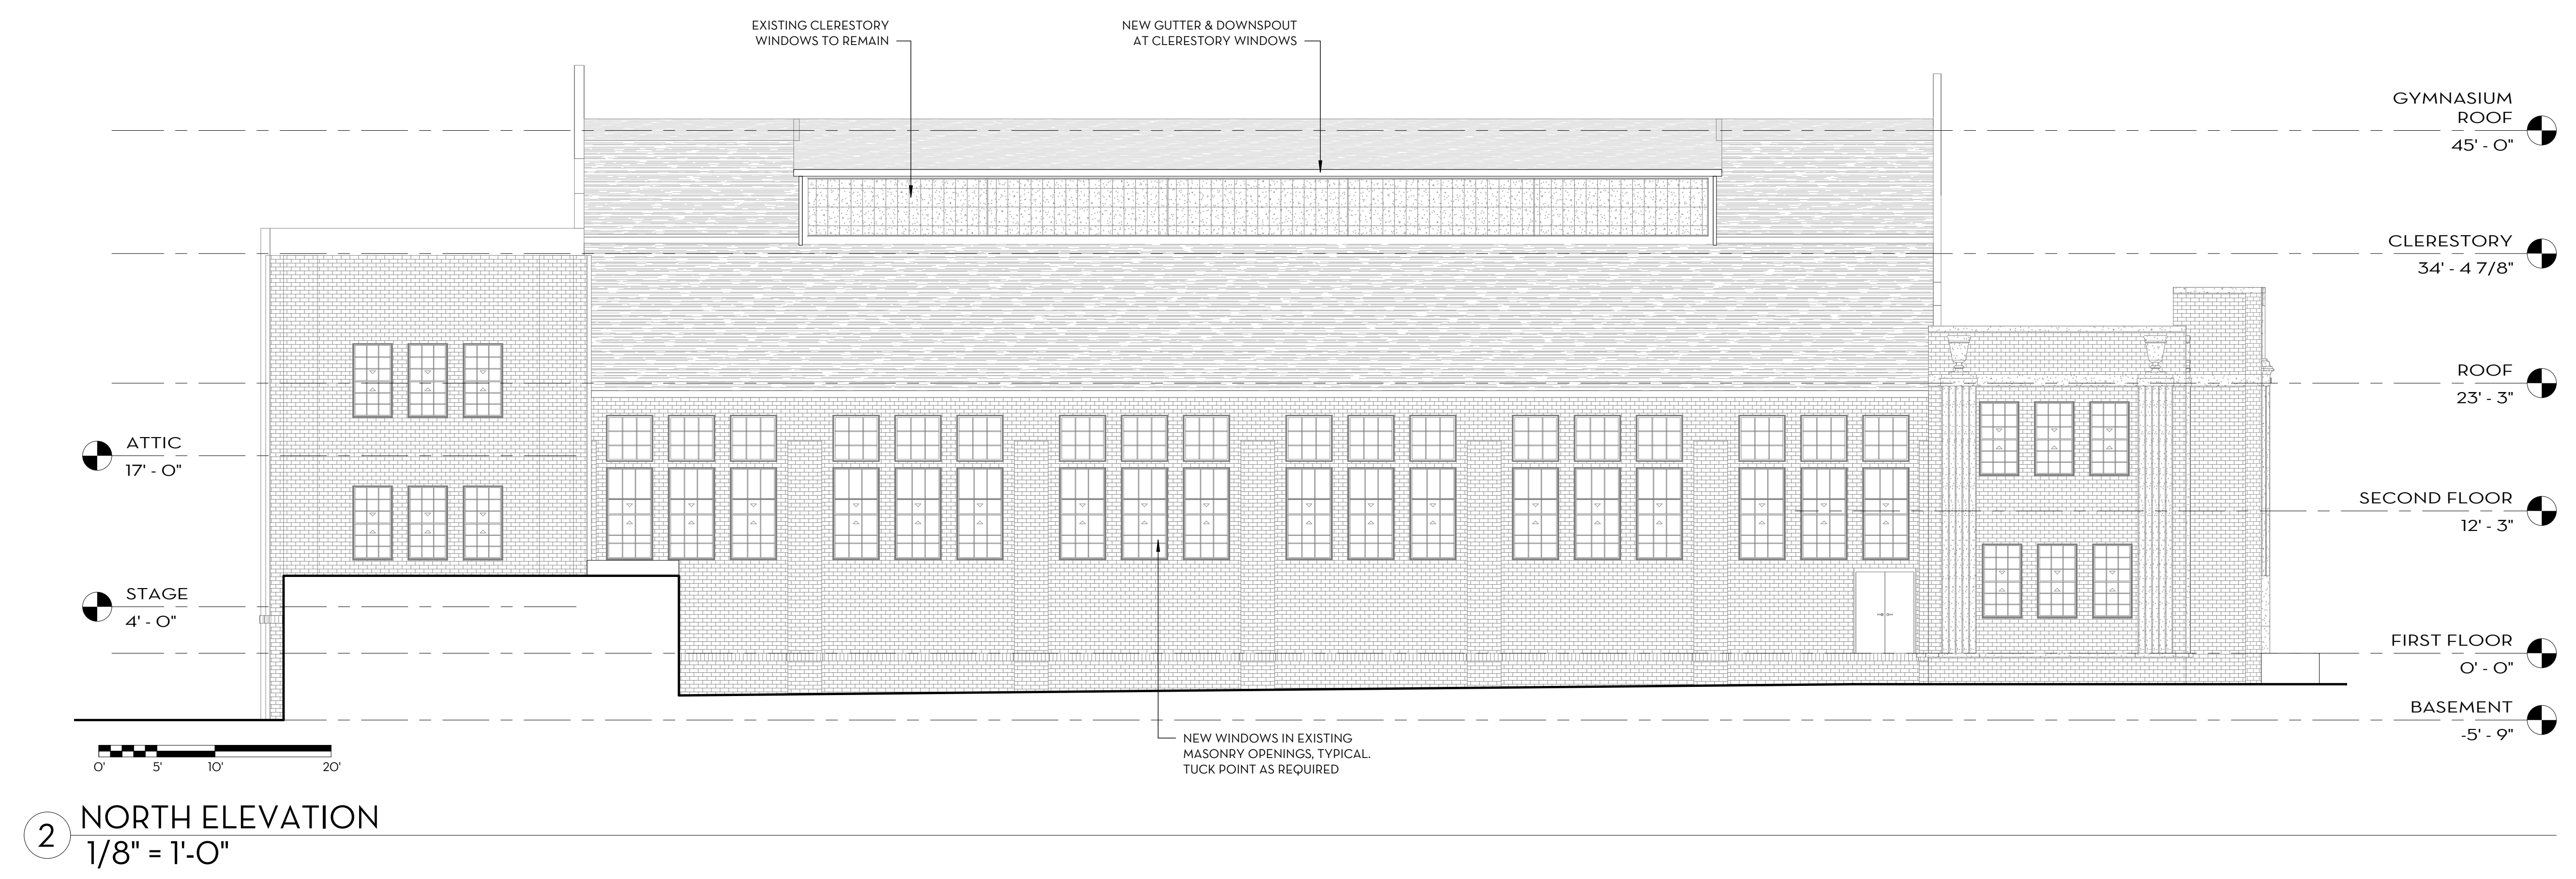 EXISTING CLERESTORY
WINDOWS TO REMAIN
NEW GUTTER & DOWNSPOUT
AT CLERESTORY WINDOWS
GYMNASIUM
ROOF
45' - 0"
CLERESTORY
34' - 4 7/8"
ROOF
23' - 3"
ATTIC
17' - 0"
SECOND FLOOR
12' - 3"
STAGE
4' - 0"
FIRST FLOOR
0' - 0"
BASEMENT
-5' - 9"
NEW WINDOWS IN EXISTING
MASONRY OPENINGS, TYPICAL.
TUCK POINT AS REQUIRED
0' 5' 10' 20'
2 NORTH ELEVATION
1/8" = 1'-0"